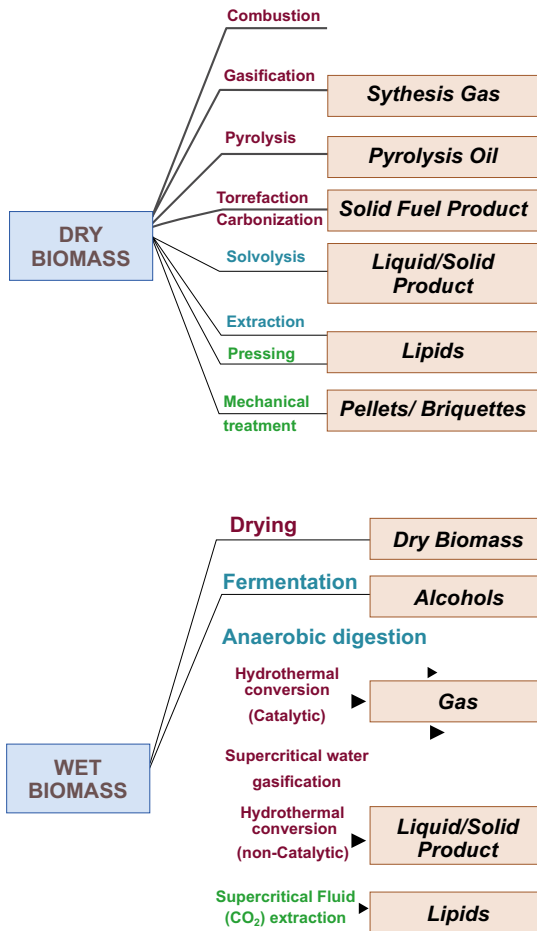 Combustion
Gasification
Sythesis Gas
Pyrolysis
Pyrolysis Oil
Torrefaction
Carbonization
Solid Fuel Product
DRY
BIOMASS
Solvolysis
Liquid/Solid
Product
Extraction
Pressing
Lipids
Mechanical
treatment
Pellets/ Briquettes
Drying
Dry Biomass
Fermentation
Alcohols
Anaerobic digestion
Hydrothermal
conversion
(Catalytic)
Gas
WET
BIOMASS
Supercritical water
gasification
Hydrothermal
conversion
(non-Catalytic)
Liquid/Solid
Product
Supercritical Fluid
(CO₂) extraction
Lipids